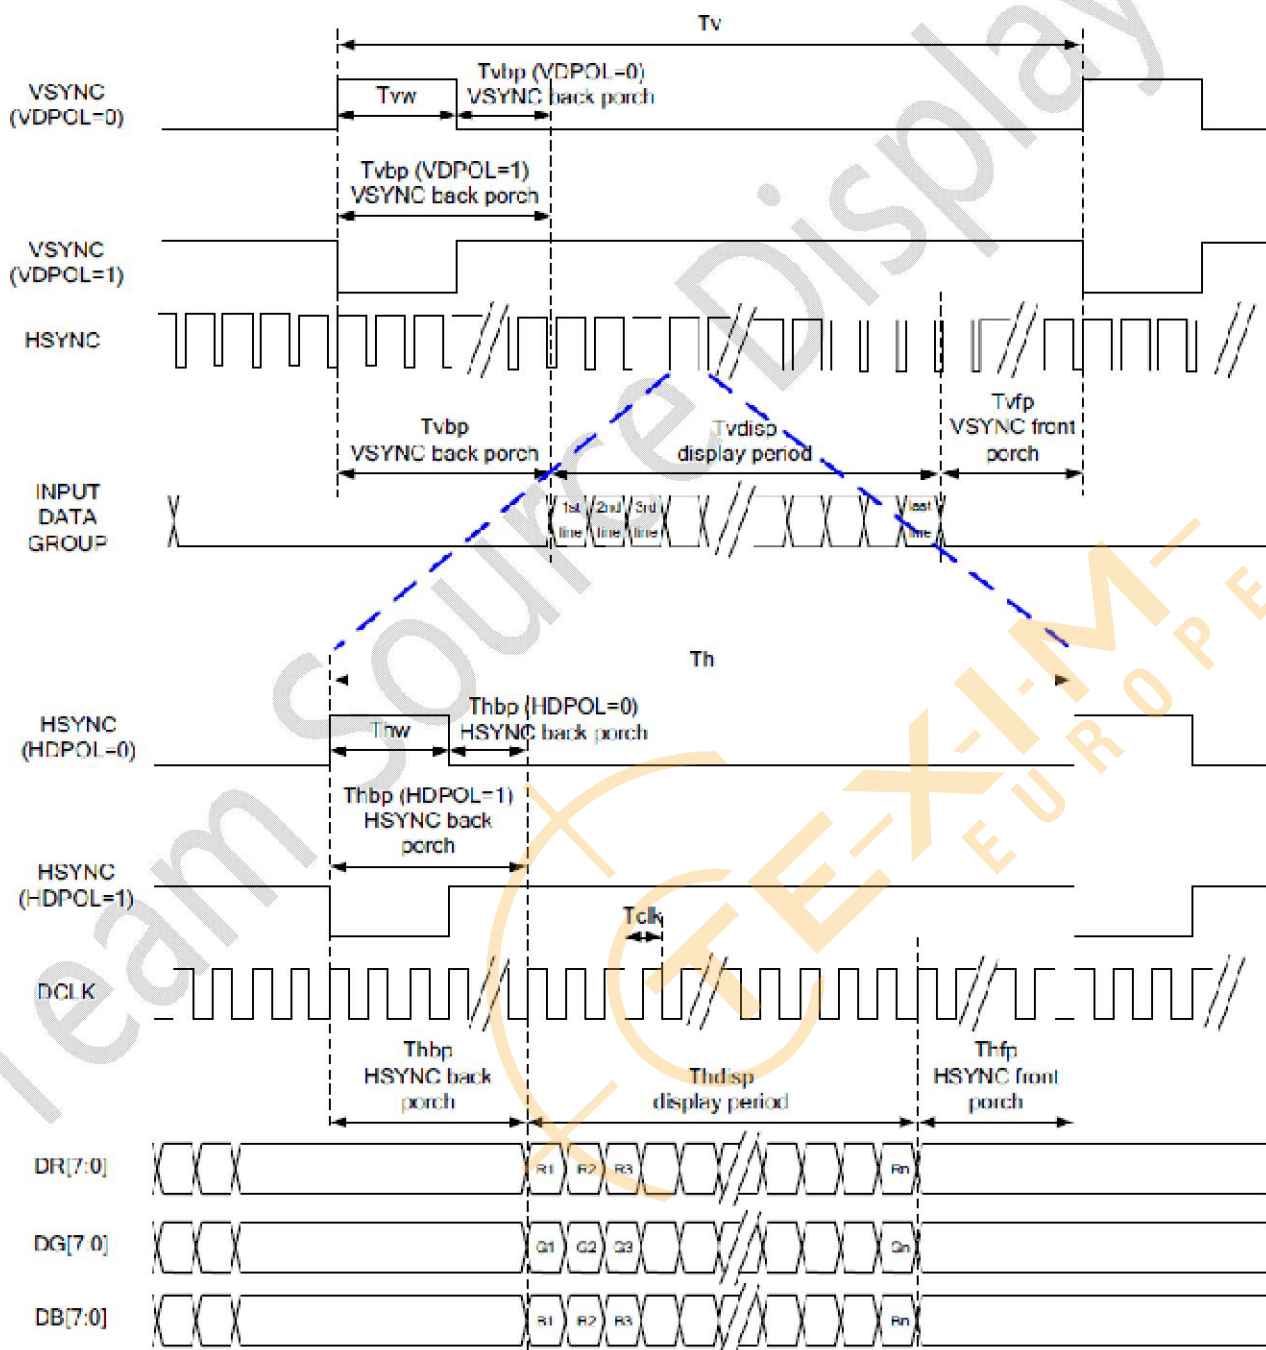 Tv
VSYNC
(VDPOL=0)
Tvw
Tvbp (VDPOL=0)
VSYNC back porch
Tvbp (VDPOL=1)
VSYNC back porch
VSYNC
(VDPOL=1)
HSYNC
Tvbp
VSYNC back porch
Tvdisp
display period
Tvfp
VSYNC front
porch
INPUT
DATA
GROUP
1st
line
2nd
line
3rd
line
last
line
Th
HSYNC
(HDPOL=0)
Thw
Thbp (HDPOL=0)
HSYNC back porch
Thbp (HDPOL=1)
HSYNC back
porch
HSYNC
(HDPOL=1)
Tclk
DCLK
Thbp
HSYNC back
porch
Thdisp
display period
Thfp
HSYNC front
porch
DR[7:0]
R1 R2 R3 Rn
DG[7:0]
G1 G2 G3 Gn
DB[7:0]
B1 B2 B3 Bn
Team Source Display
TEXIM
EUROPE